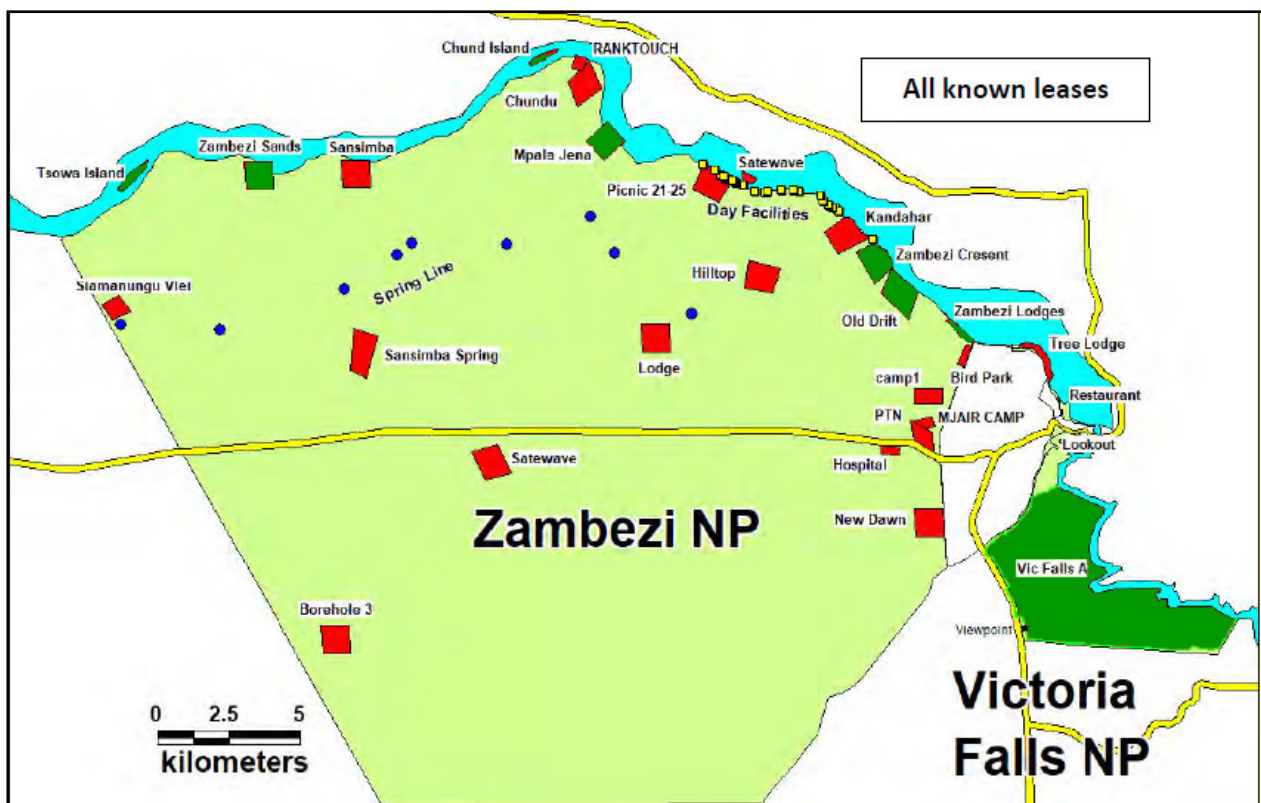 Chund Island
RANKTOUCH
All known leases
Chundu
Zambezi Sands
Sansimba
Mpala Jena
Tsowa Island
Satewave
Picnic 21-25
Day Facilities
Kandahar
Zambezi Cresent
Spring Line
Hilltop
Siamanungu Vlei
Old Drift
Zambezi Lodges
Sansimba Spring
Lodge
Tree Lodge
camp1
Bird Park
Restaurant
PTN
MJAIR CAMP
Lookout
Satewave
Hospital
Zambezi NP
New Dawn
Vic Falls A
Borehole 3
Viewpoint
Victoria
Falls NP
0 2.5 5
kilometers